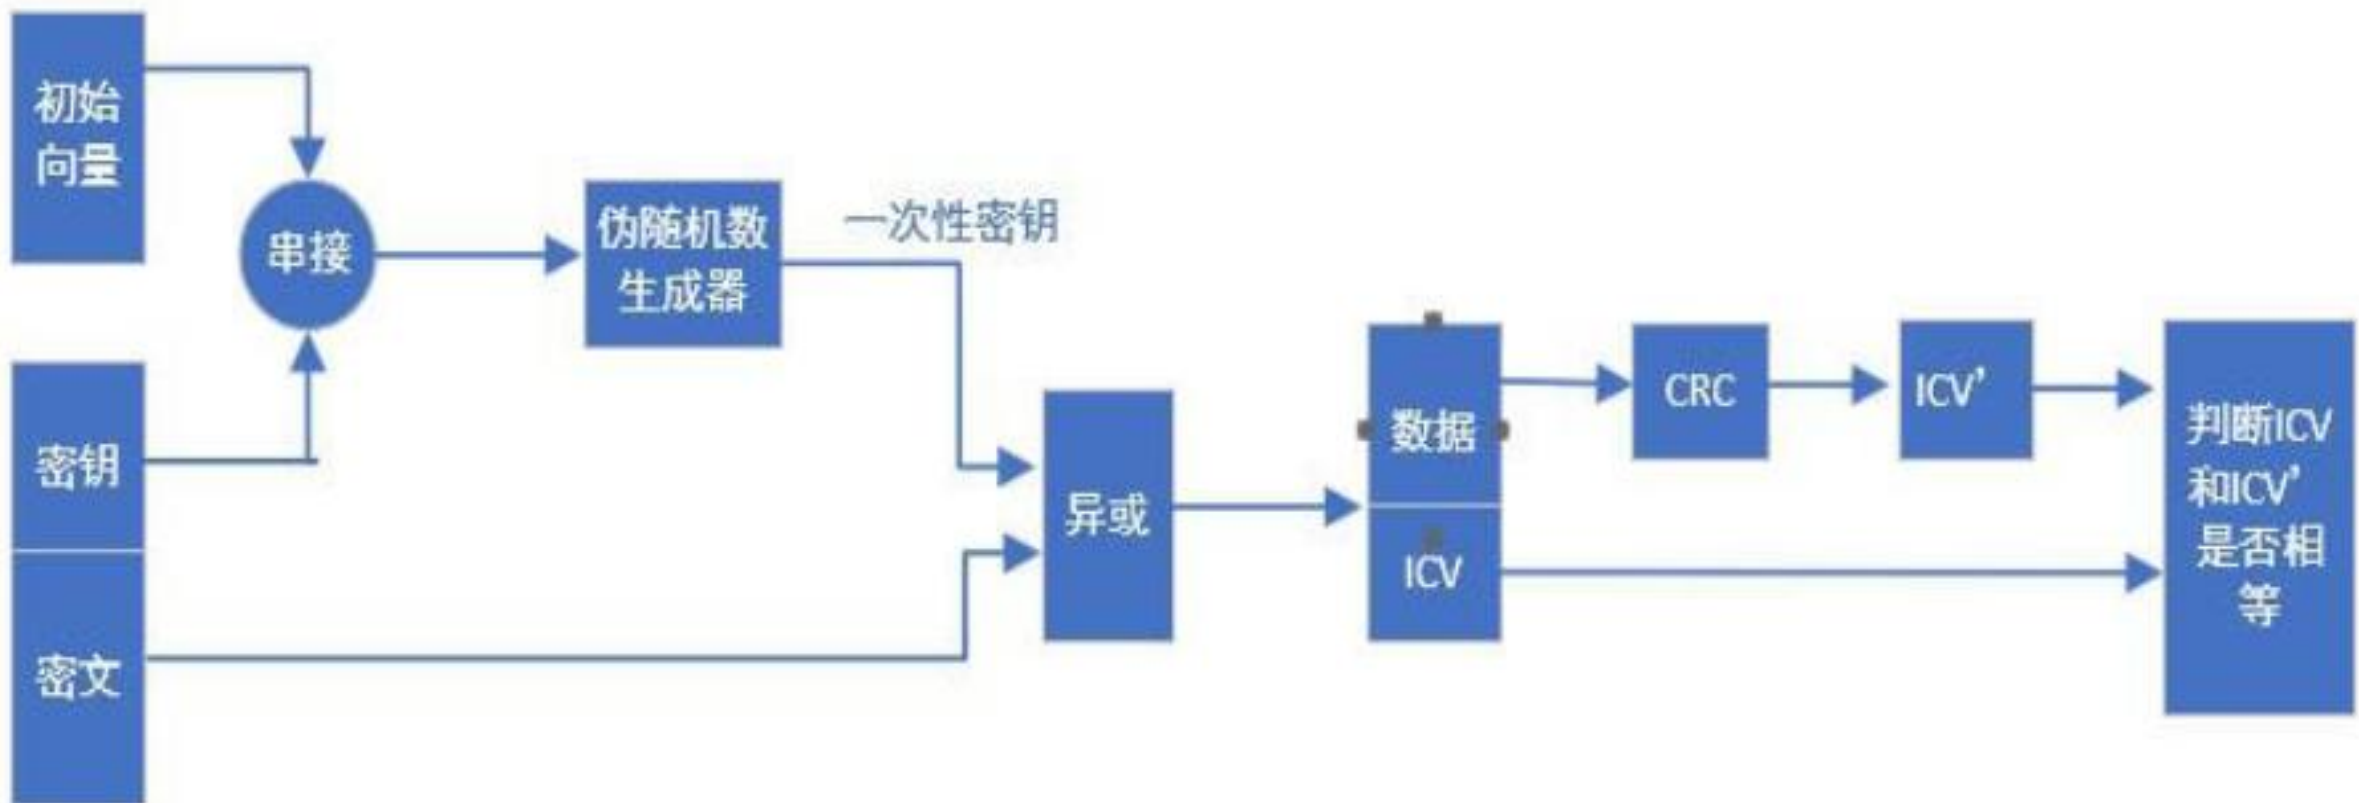 初始
向量
串接
伪随机数
生成器
一次性密钥
密钥
密文
异或
数据
ICV
CRC
ICV’
判断ICV
和ICV’
是否相
等